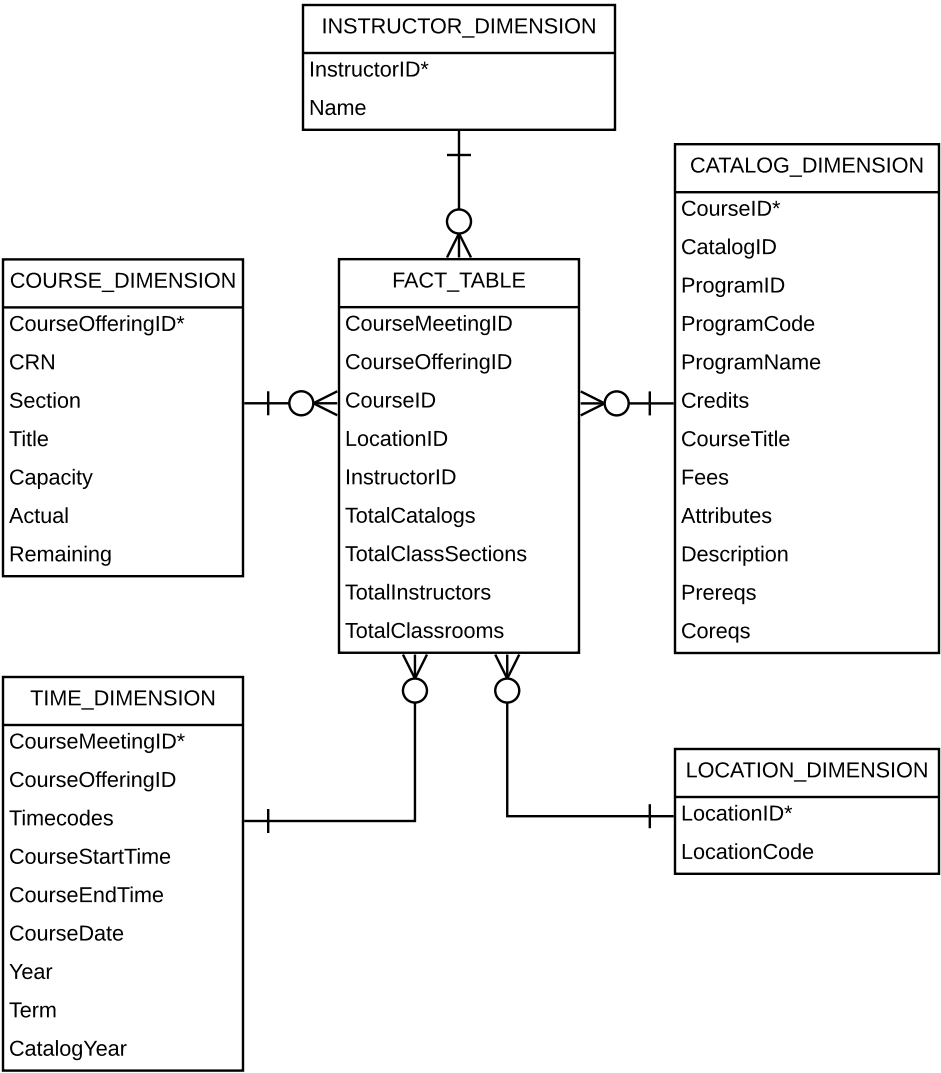 INSTRUCTOR_DIMENSION
InstructorID*
Name
CATALOG_DIMENSION
CourseID*
CatalogID
ProgramID
ProgramCode
ProgramName
Credits
CourseTitle
Fees
Attributes
Description
Prereqs
Coreqs
COURSE_DIMENSION
CourseOfferingID*
CRN
Section
Title
Capacity
Actual
Remaining
FACT_TABLE
CourseMeetingID
CourseOfferingID
CourseID
LocationID
InstructorID
TotalCatalogs
TotalClassSections
TotalInstructors
TotalClassrooms
TIME_DIMENSION
CourseMeetingID*
CourseOfferingID
Timecodes
CourseStartTime
CourseEndTime
CourseDate
Year
Term
CatalogYear
LOCATION_DIMENSION
LocationID*
LocationCode